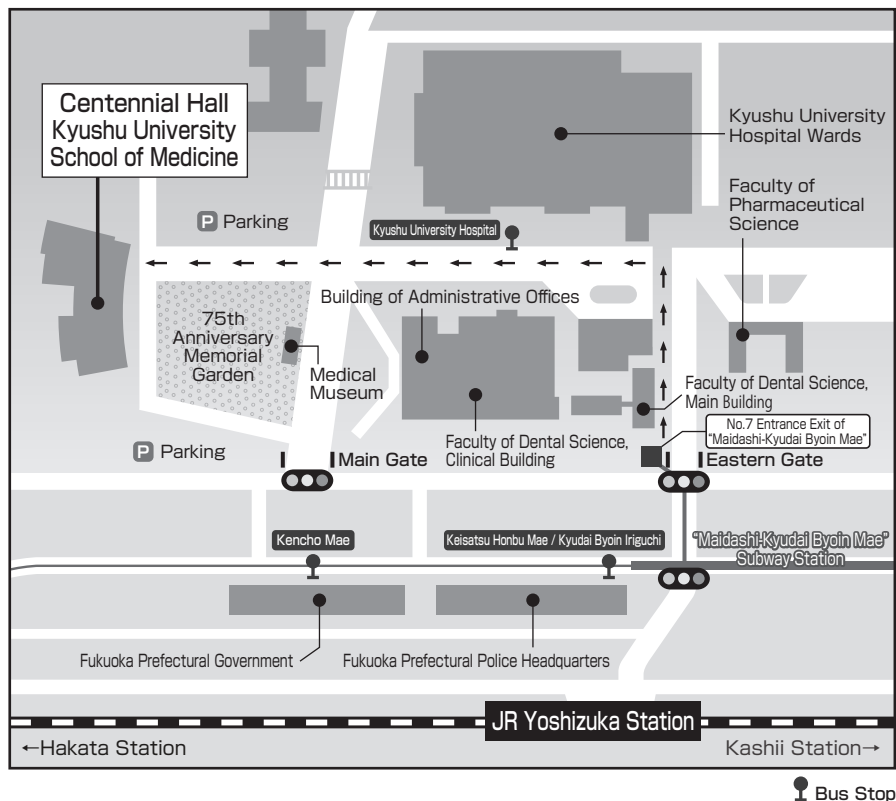 Centennial Hall
Kyushu University
School of Medicine
Kyushu University
Hospital Wards
Faculty of
Pharmaceutical
Science
P Parking
Kyushu University Hospital
Building of Administrative Offices
75th
Anniversary
Memorial
Garden
Medical
Museum
Faculty of Dental Science,
Main Building
No.7 Entrance Exit of
"Maidashi-Kyudai Byoin Mae"
Faculty of Dental Science,
Clinical Building
P Parking
Main Gate
Eastern Gate
Kencho Mae
Keisatsu Honbu Mae / Kyudai Byoin Iriguchi
"Maidashi-Kyudai Byoin Mae"
Subway Station
Fukuoka Prefectural Government
Fukuoka Prefectural Police Headquarters
JR Yoshizuka Station
←Hakata Station
Kashii Station→
Bus Stop